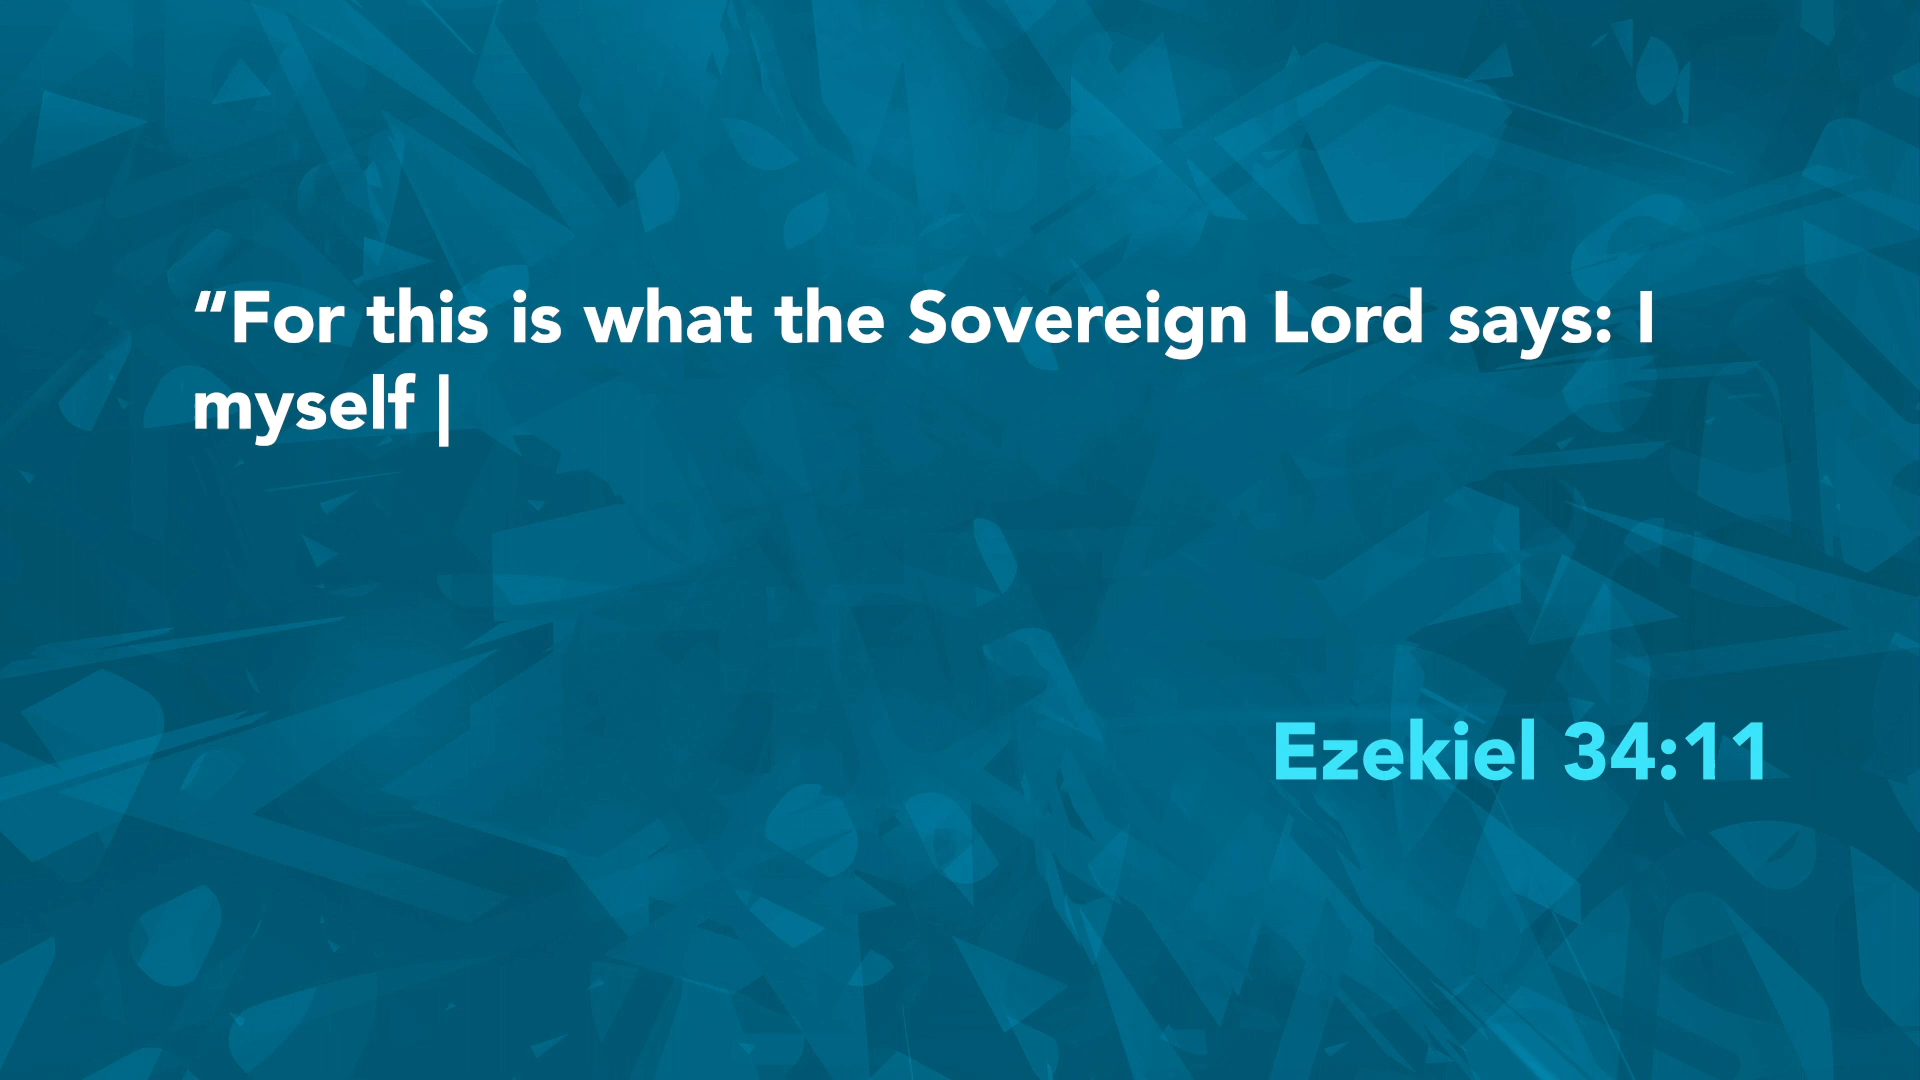 “For this is what the Sovereign Lord says: I
myself |
Ezekiel 34:11